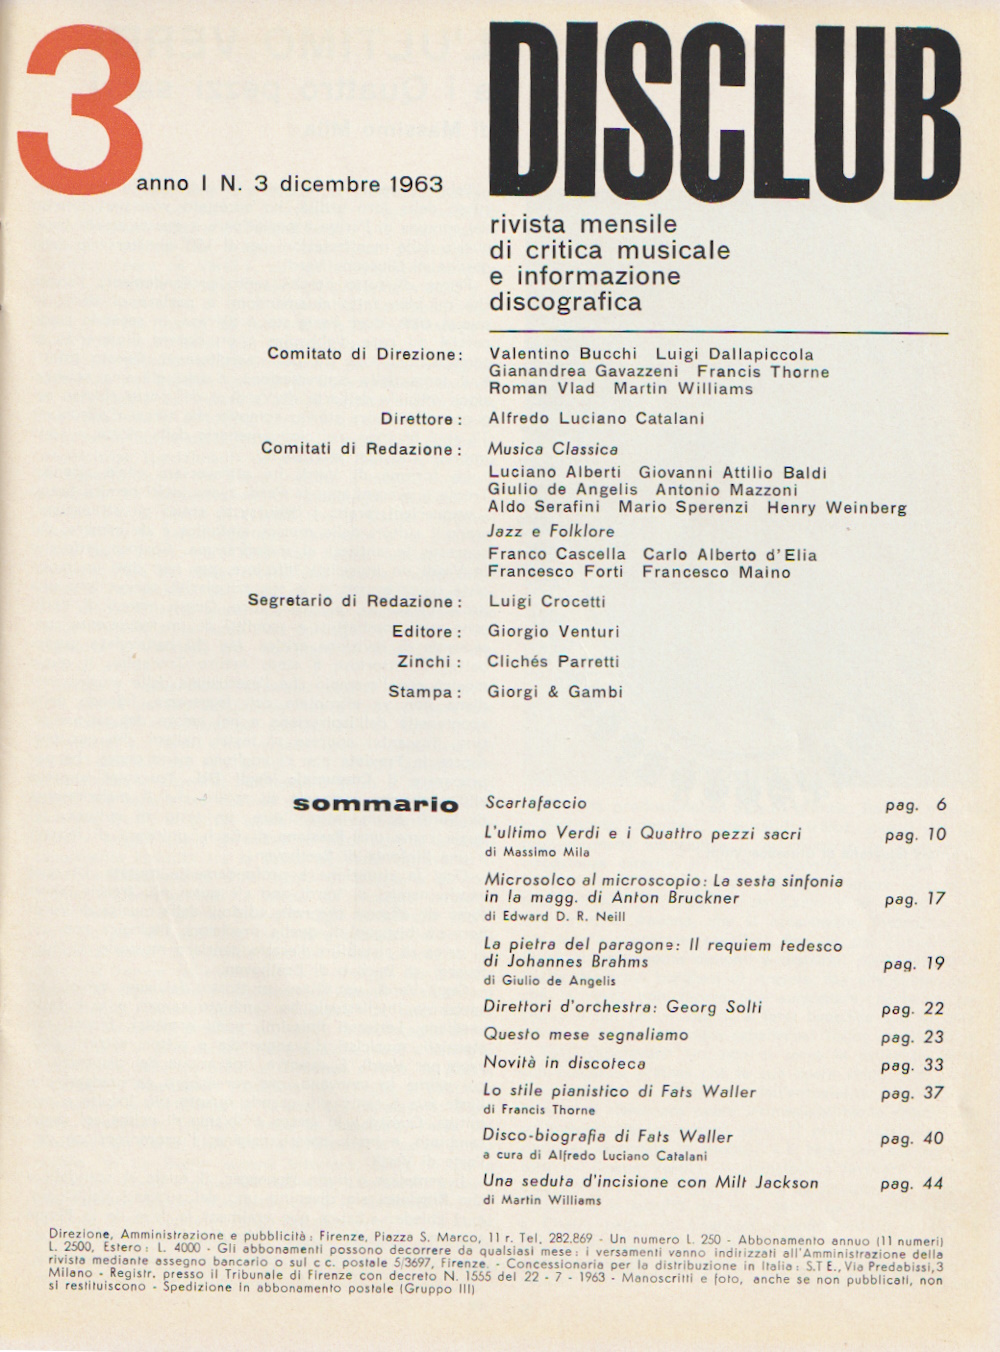 3
DISCLUB
anno I N. 3 dicembre 1963
rivista mensile
di critica musicale
e informazione
discografica
Comitato di Direzione: Valentino Bucchi Luigi Dallapiccola
Gianandrea Gavazzeni Francis Thorne
Roman Vlad Martin Williams
Direttore: Alfredo Luciano Catalani
Comitati di Redazione: Musica Classica
Luciano Alberti Giovanni Attilio Baldi
Giulio de Angelis Antonio Mazzoni
Aldo Serafini Mario Sperenzi Henry Weinberg
Jazz e Folklore
Franco Cascella Carlo Alberto d'Elia
Francesco Forti Francesco Maino
Segretario di Redazione: Luigi Crocetti
Editore: Giorgio Venturi
Zinchi: Clichés Parretti
Stampa: Giorgi & Gambi
sommario Scartafaccio pag. 6
L'ultimo Verdi e i Quattro pezzi sacri pag. 10
di Massimo Mila
Microsolco al microscopio: La sesta sinfonia
in la magg. di Anton Bruckner pag. 17
di Edward D. R. Neill
La pietra del paragone: Il requiem tedesco
di Johannes Brahms pag. 19
di Giulio de Angelis
Direttori d'orchestra: Georg Solti pag. 22
Questo mese segnaliamo pag. 23
Novità in discoteca pag. 33
Lo stile pianistico di Fats Waller pag. 37
di Francis Thorne
Disco-biografia di Fats Waller pag. 40
a cura di Alfredo Luciano Catalani
Una seduta d'incisione con Milt Jackson pag. 44
di Martin Williams
Direzione, Amministrazione e pubblicità: Firenze, Piazza S. Marco, 11 r. Tel. 282.869 - Un numero L. 250 - Abbonamento annuo (11 numeri)
L. 2500, Estero: L. 4000 - Gli abbonamenti possono decorrere da qualsiasi mese: i versamenti vanno indirizzati all'Amministrazione della
rivista mediante assegno bancario o sul c c. postale 5/3697, Firenze. - Concessionaria per la distribuzione in Italia: S.T E., Via Predabissi, 3
Milano - Registr. presso il Tribunale di Firenze con decreto N. 1555 del 22 - 7 - 1963 - Manoscritti e foto, anche se non pubblicati, non
si restituiscono - Spedizione in abbonamento postale (Gruppo III)